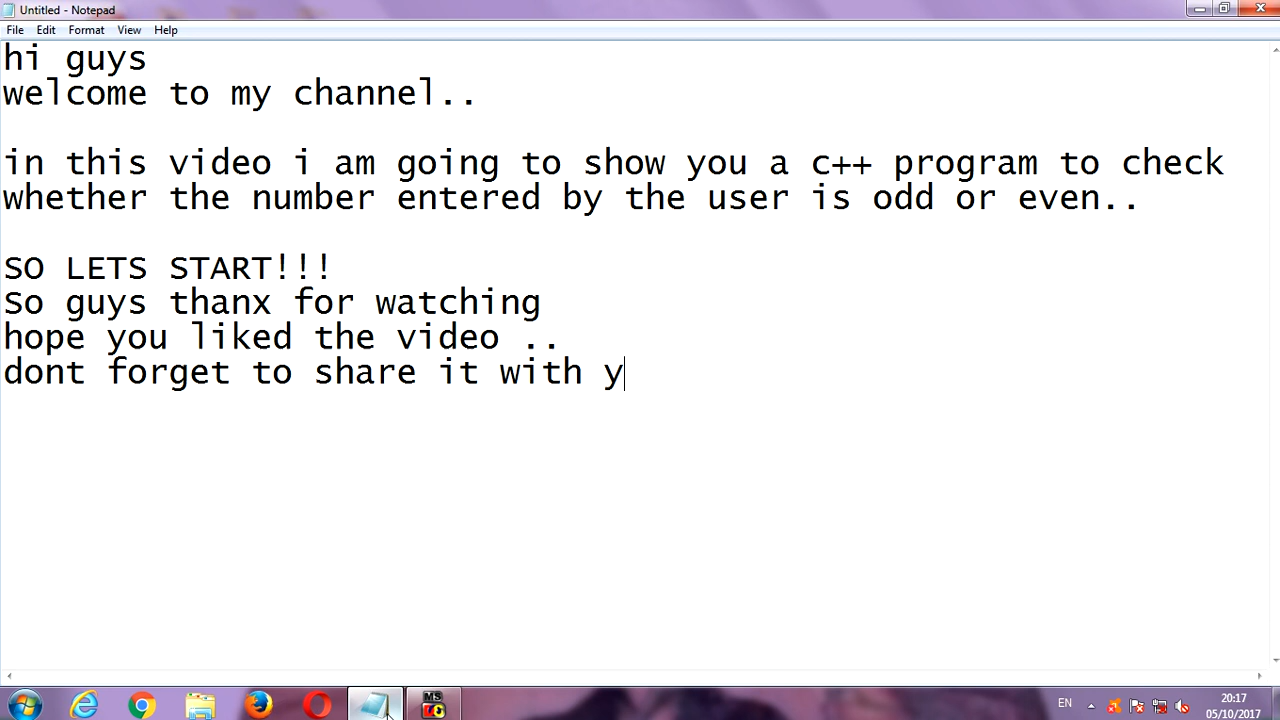 Untitled - Notepad
File Edit Format View Help
hi guys
welcome to my channel..
in this video i am going to show you a c++ program to check
whether the number entered by the user is odd or even..
SO LETS START!!!
So guys thanx for watching
hope you liked the video ..
dont forget to share it with y
MS
EN
20:17
05/10/2017